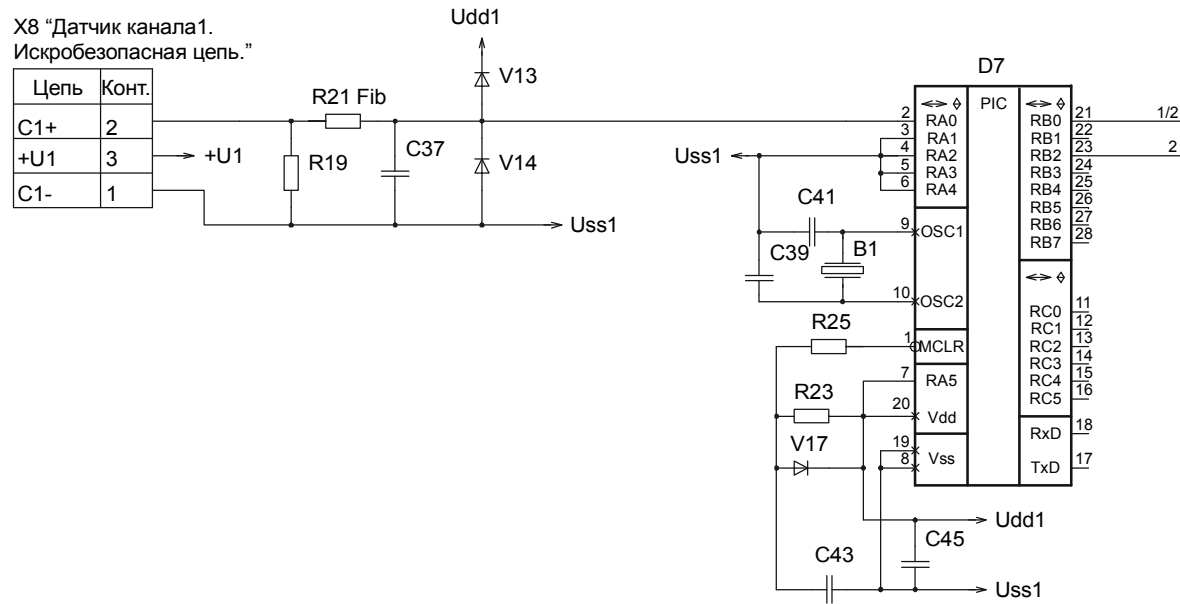 X8 “Датчик канала1.
Искробезопасная цепь.”
Цепь Конт.
C1+ 2
+U1 3
C1- 1
+U1
R19
R21 Fib
C37
Udd1
V13
V14
Uss1
D7
PIC
2 RA0
3 RA1
4 RA2
5 RA3
6 RA4
9 OSC1
10 OSC2
1 MCLR
7 RA5
20 Vdd
19
8 Vss
RB0 21 1/2
RB1 22
RB2 23 2
RB3 24
RB4 25
RB5 26
RB6 27
RB7 28
RC0 11
RC1 12
RC2 13
RC3 14
RC4 15
RC5 16
RxD 18
TxD 17
Uss1
C41
C39
B1
R25
R23
V17
Udd1
C45
C43
Uss1